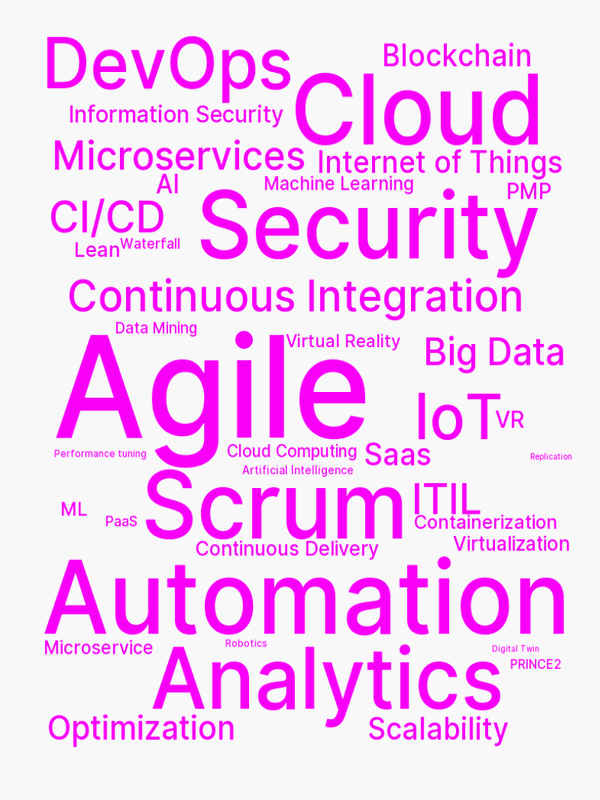 DevOps
Blockchain
Cloud
Information Security
Microservices
Internet of Things
AI
Machine Learning
PMP
CI/CD
Security
Lean
Waterfall
Continuous Integration
Data Mining
Virtual Reality
Agile
Big Data
IoT
VR
Performance tuning
Cloud Computing
Saas
Replication
Artificial Intelligence
Scrum
ITIL
ML
PaaS
Containerization
Continuous Delivery
Virtualization
Automation
Microservice
Robotics
Digital Twin
Analytics
PRINCE2
Optimization
Scalability